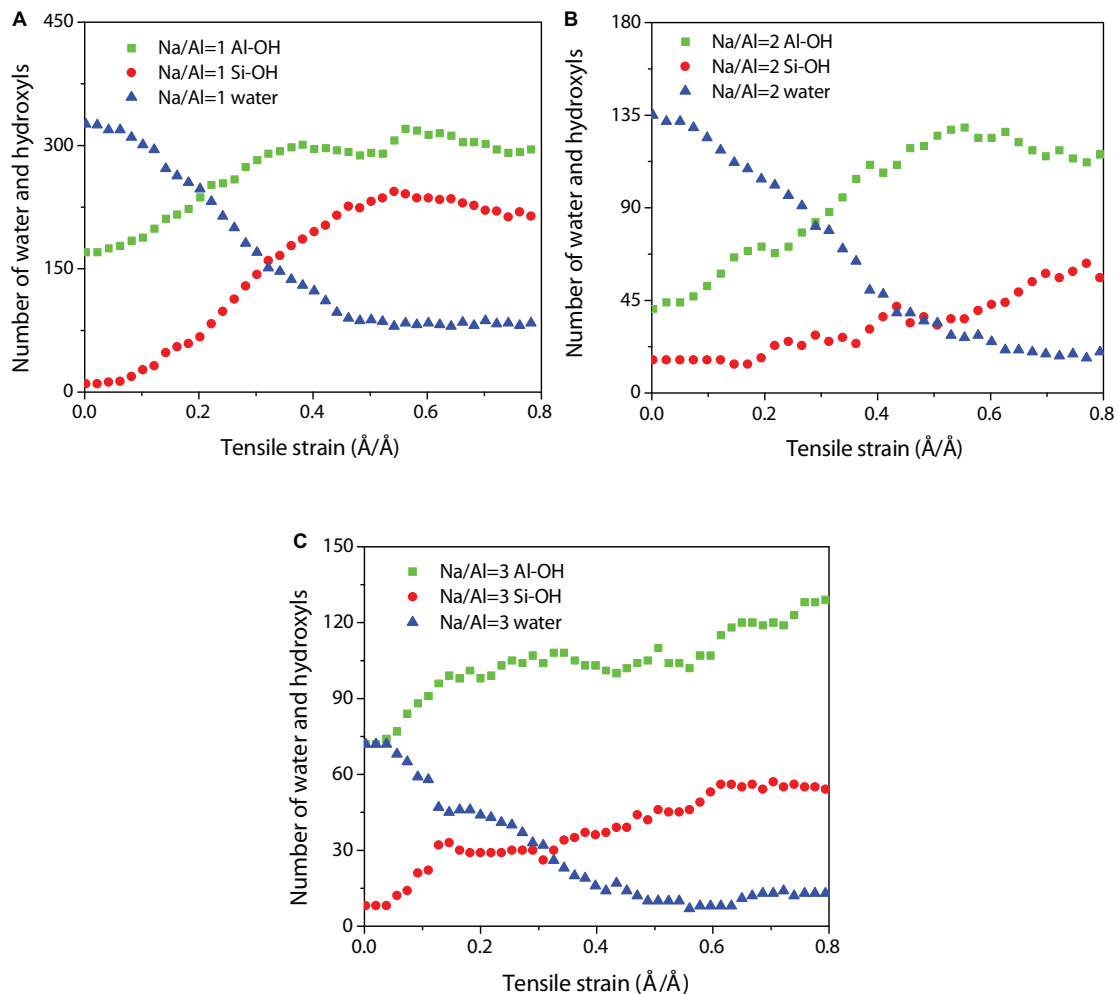 A
450
300
150
0
Number of water and hydroxyls
Na/Al=1 Al-OH
Na/Al=1 Si-OH
Na/Al=1 water
0.0 0.2 0.4 0.6 0.8
Tensile strain (Å/Å)
B
180
135
90
45
0
Number of water and hydroxyls
Na/Al=2 Al-OH
Na/Al=2 Si-OH
Na/Al=2 water
0.0 0.2 0.4 0.6 0.8
Tensile strain (Å/Å)
C
150
120
90
60
30
0
Number of water and hydroxyls
Na/Al=3 Al-OH
Na/Al=3 Si-OH
Na/Al=3 water
0.0 0.2 0.4 0.6 0.8
Tensile strain (Å/Å)